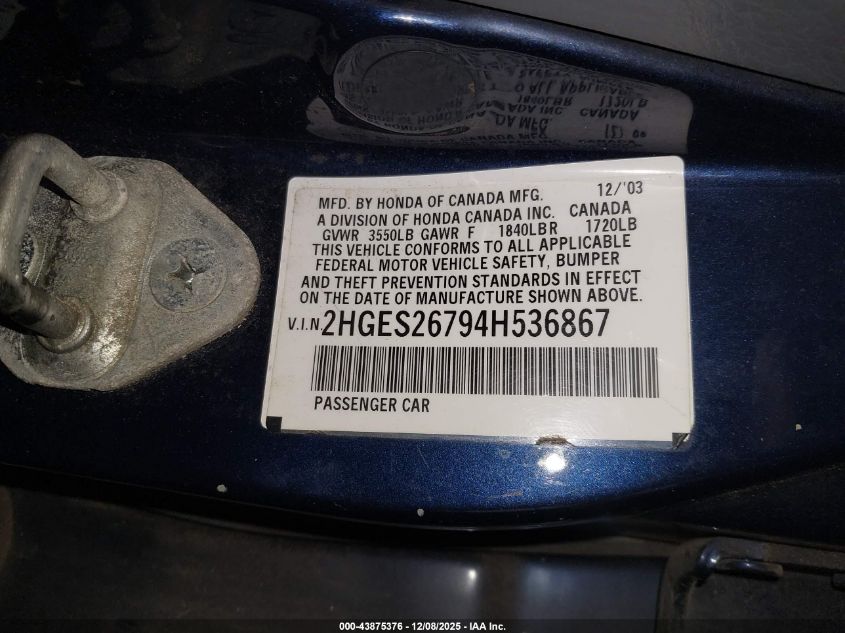 MFD. BY HONDA OF CANADA MFG. 12/'03
A DIVISION OF HONDA CANADA INC. CANADA
GVWR 3550LB GAWR F 1840LBR 1720LB
THIS VEHICLE CONFORMS TO ALL APPLICABLE
FEDERAL MOTOR VEHICLE SAFETY, BUMPER
AND THEFT PREVENTION STANDARDS IN EFFECT
ON THE DATE OF MANUFACTURE SHOWN ABOVE.
V.I.N. 2HGES26794H536867
PASSENGER CAR
000-43875376 | 12/08/2025 - IAA Inc.